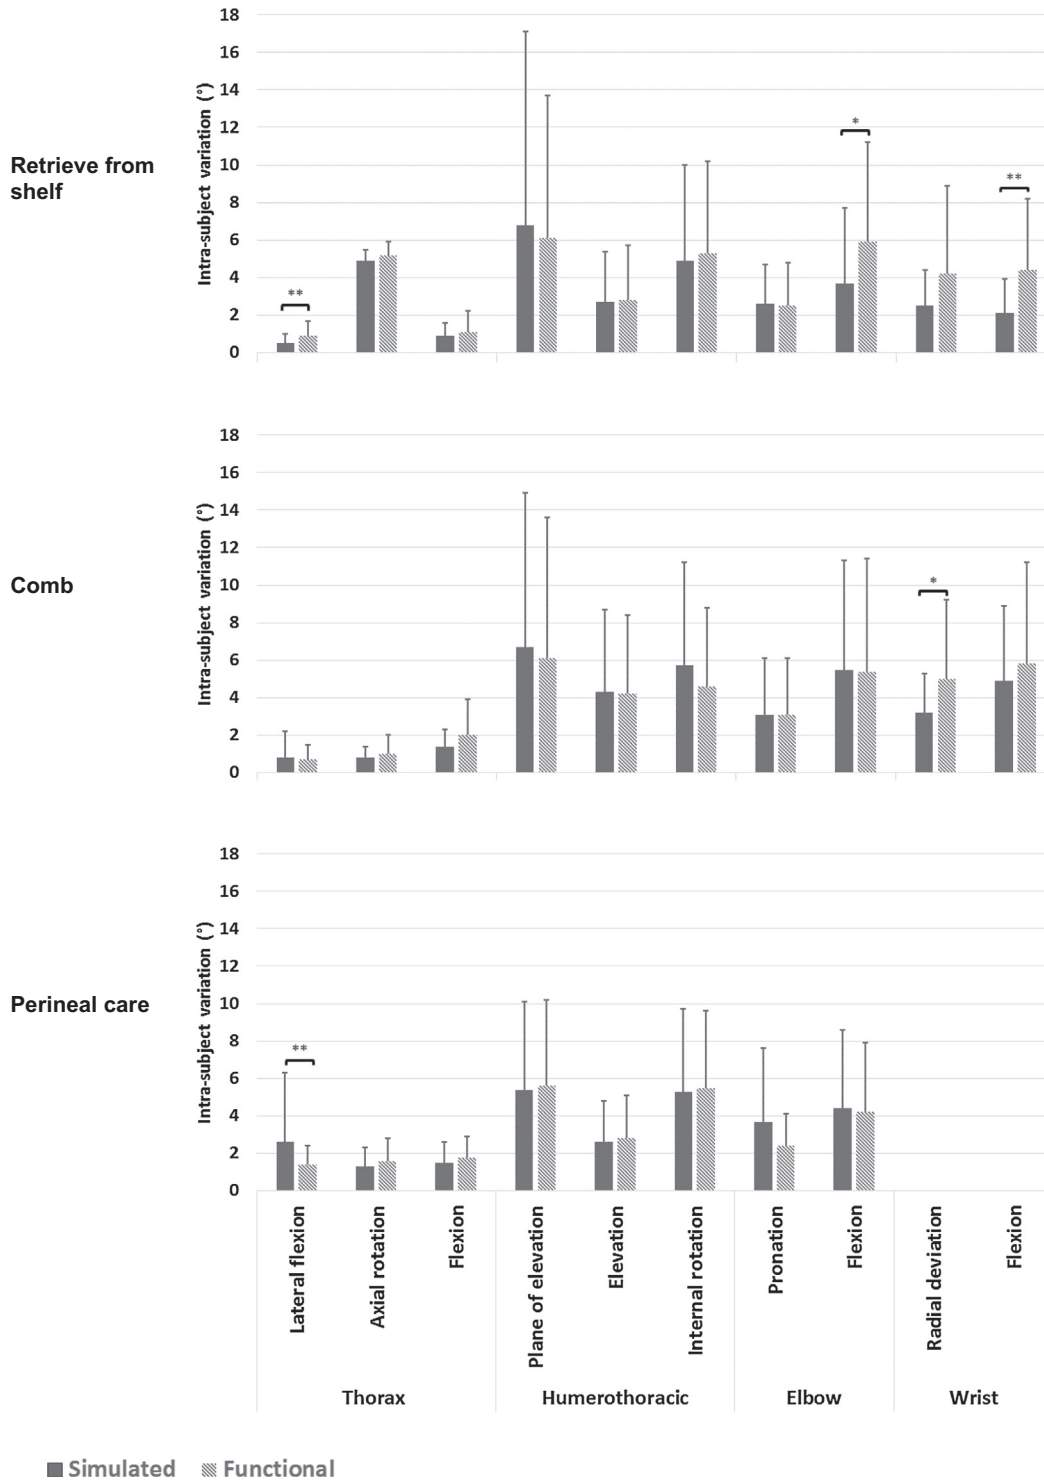 Retrieve from
shelf
Intra-subject variation (°)
18
16
14
12
10
8
6
4
2
0
**
*
**
Comb
Intra-subject variation (°)
18
16
14
12
10
8
6
4
2
0
*
Perineal care
Intra-subject variation (°)
18
16
14
12
10
8
6
4
2
0
**
Lateral flexion
Axial rotation
Flexion
Plane of elevation
Elevation
Internal rotation
Pronation
Flexion
Radial deviation
Flexion
Thorax
Humerothoracic
Elbow
Wrist
Simulated
Functional